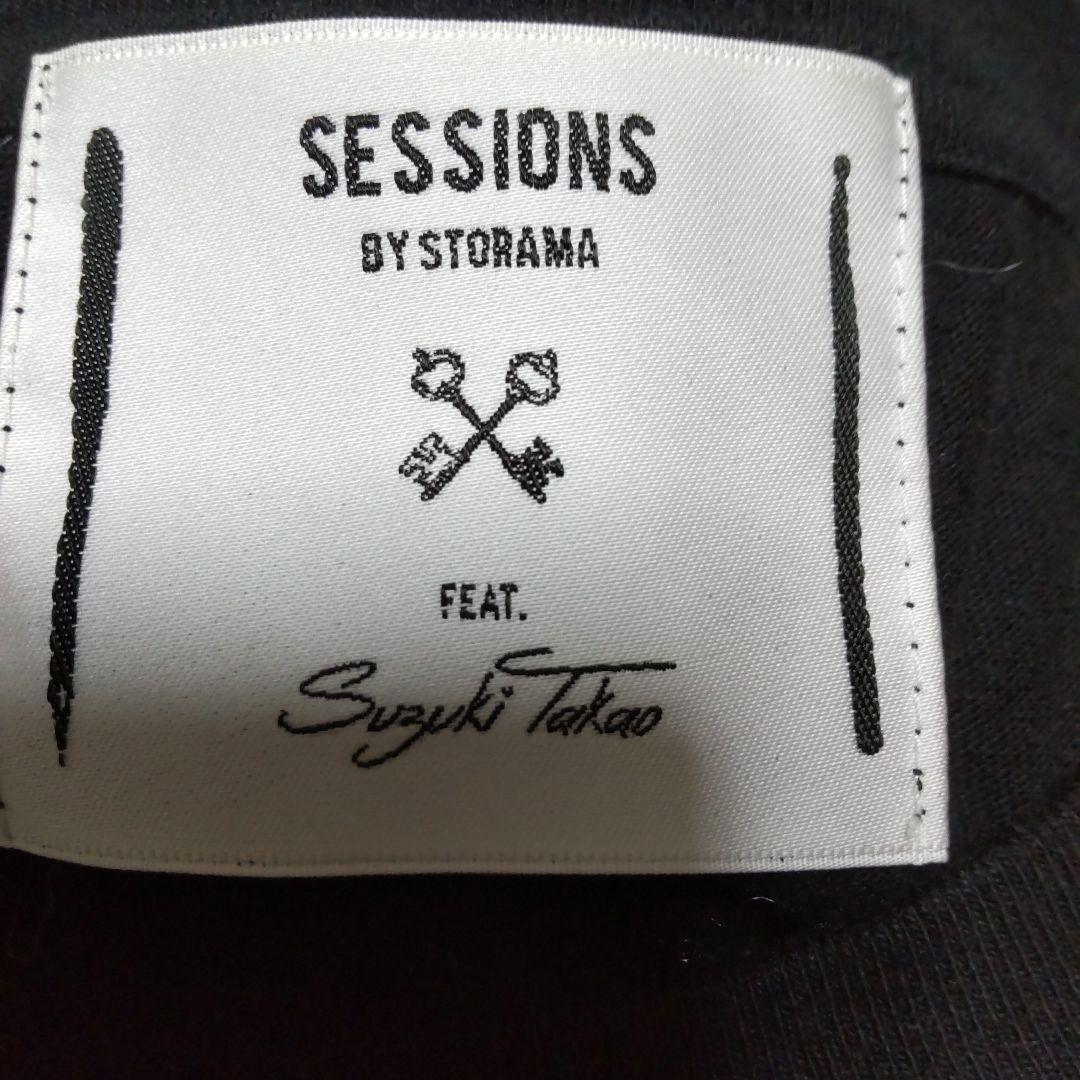 SESSIONS
BY STORAMA
FEAT.
Suzuki Takao